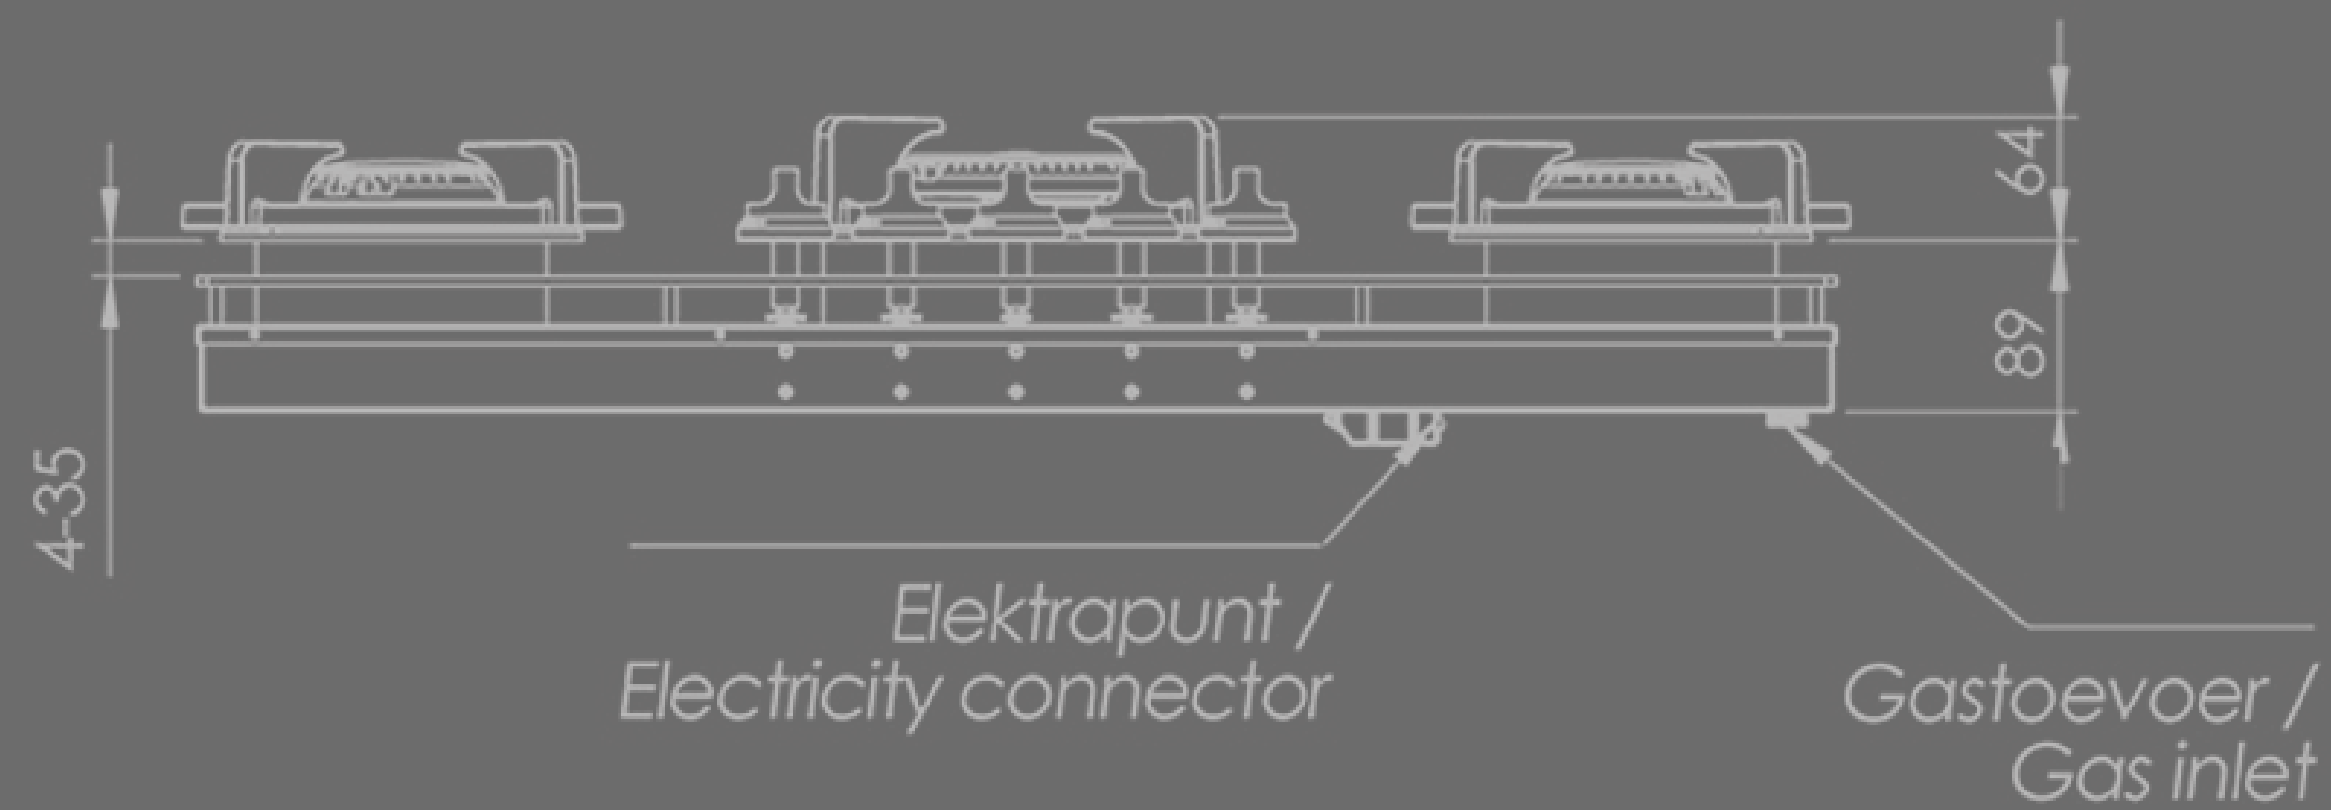 64
89
4-35
Elektrapunt /
Electricity connector
Gastoevoer /
Gas inlet